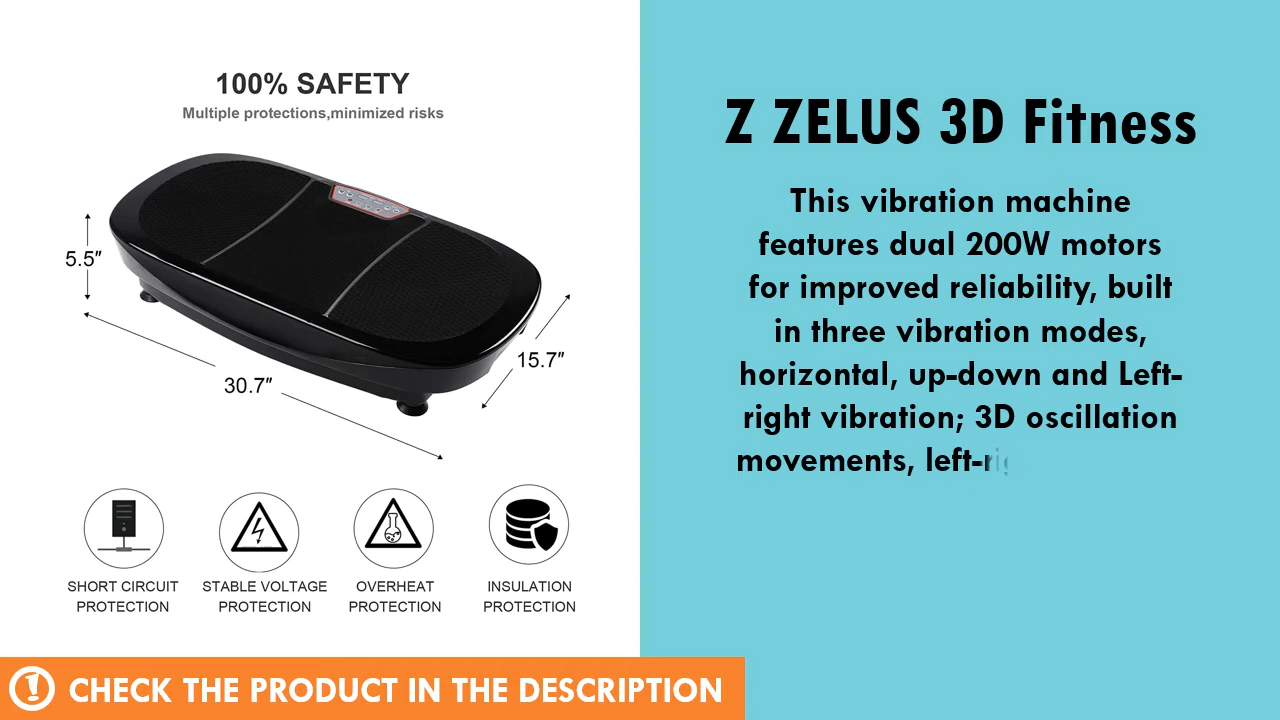 100% SAFETY
Multiple protections,minimized risks
5.5"
30.7"
15.7"
SHORT CIRCUIT
PROTECTION
STABLE VOLTAGE
PROTECTION
OVERHEAT
PROTECTION
INSULATION
PROTECTION
Z ZELUS 3D Fitness
This vibration machine
features dual 200W motors
for improved reliability, built
in three vibration modes,
horizontal, up-down and Left-
right vibration; 3D oscillation
movements, left-
CHECK THE PRODUCT IN THE DESCRIPTION